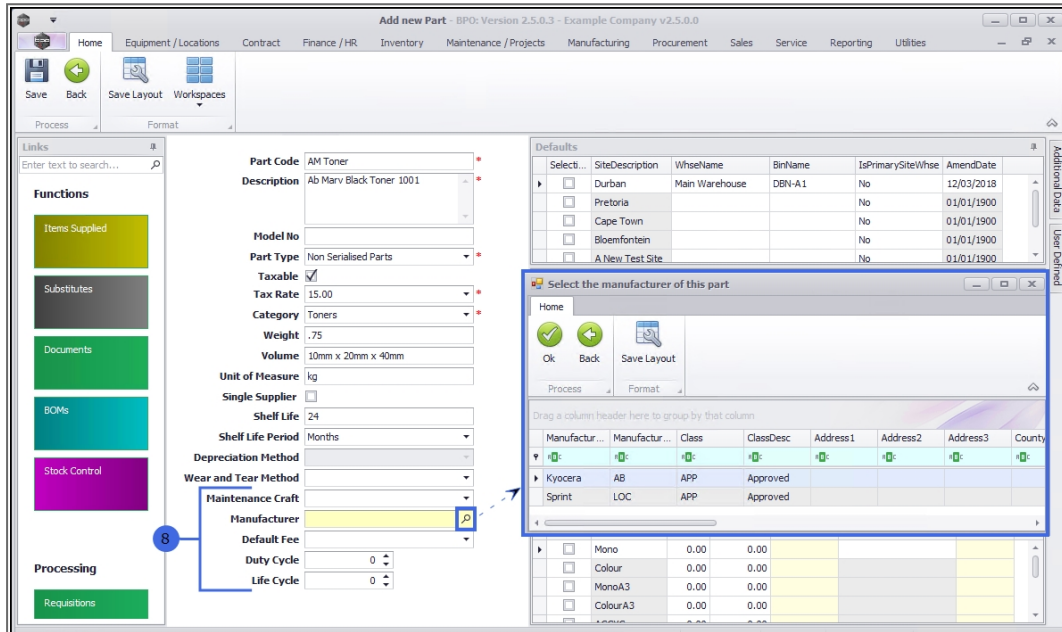 Add new Part - BPO: Version 2.5.0.3 - Example Company v2.5.0.0
Home Equipment / Locations Contract Finance / HR Inventory Maintenance / Projects Manufacturing Procurement Sales Service Reporting Utilities
Save Back Save Layout Workspaces
Process Format
Links
Enter text to search...
Functions
Items Supplied
Substitutes
Documents
BOMs
Stock Control
Processing
Requisitions
Part Code AM Toner *
Description Ab Marv Black Toner 1001 *
Model No
Part Type Non Serialised Parts *
Taxable
Tax Rate 15.00 *
Category Toners *
Weight .75
Volume 10mm x 20mm x 40mm
Unit of Measure kg
Single Supplier
Shelf Life 24
Shelf Life Period Months
Depreciation Method
Wear and Tear Method
Maintenance Craft
Manufacturer
8
Default Fee
Duty Cycle 0
Life Cycle 0
Defaults
Selecti... SiteDescription WhseName BinName IsPrimarySiteWhse AmendDate
Durban Main Warehouse DBN-A1 No 12/03/2018
Pretoria No 01/01/1900
Cape Town No 01/01/1900
Bloemfontein No 01/01/1900
A New Test Site No 01/01/1900
Additional Data
User Defined
Select the manufacturer of this part
Home
Ok Back Save Layout
Process Format
Drag a column header here to group by that column
Manufactur... Manufactur... Class ClassDesc Address1 Address2 Address3 County
Kyocera AB APP Approved
Sprint LOC APP Approved
Mono 0.00 0.00
Colour 0.00 0.00
MonoA3 0.00 0.00
ColourA3 0.00 0.00